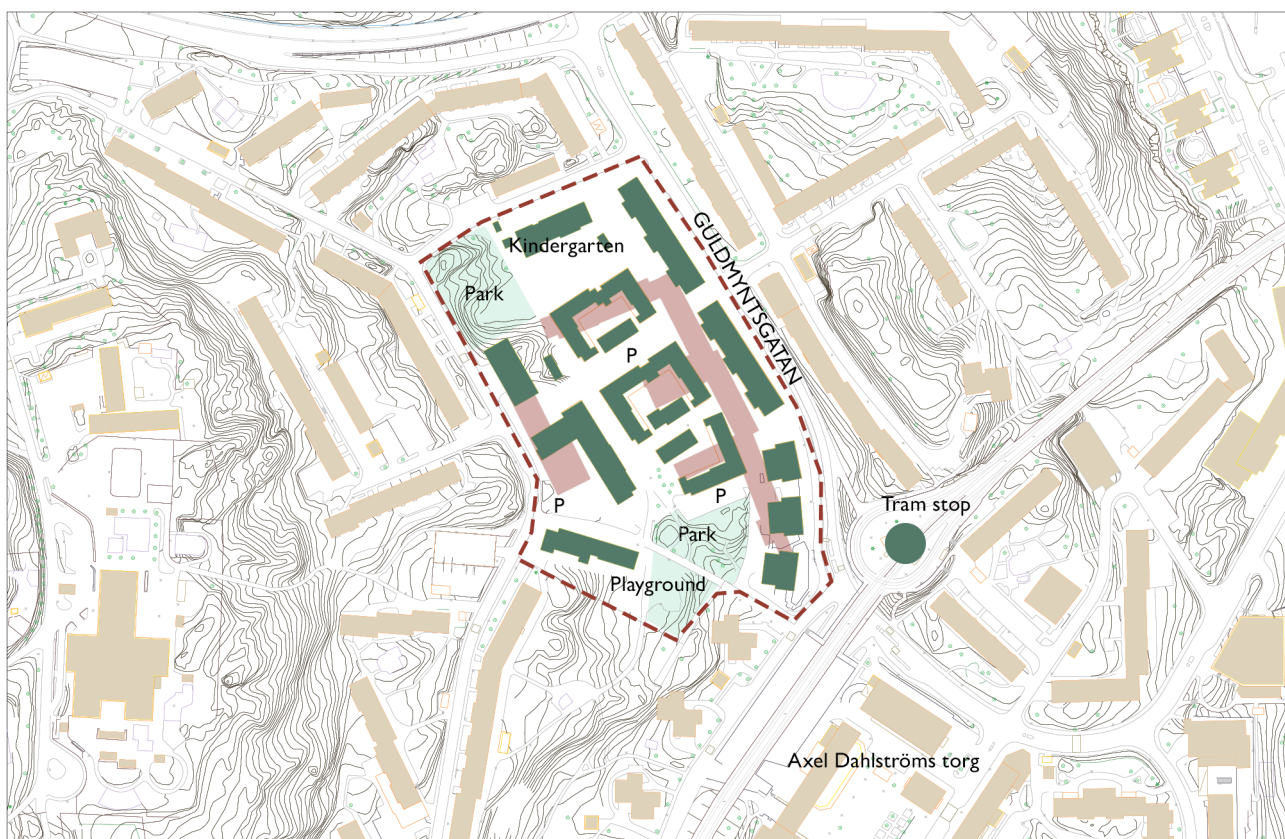 GULDMYNTSGATAN
Kindergarten
Park
P
P
P
Tram stop
Park
Playground
Axel Dahlströms torg